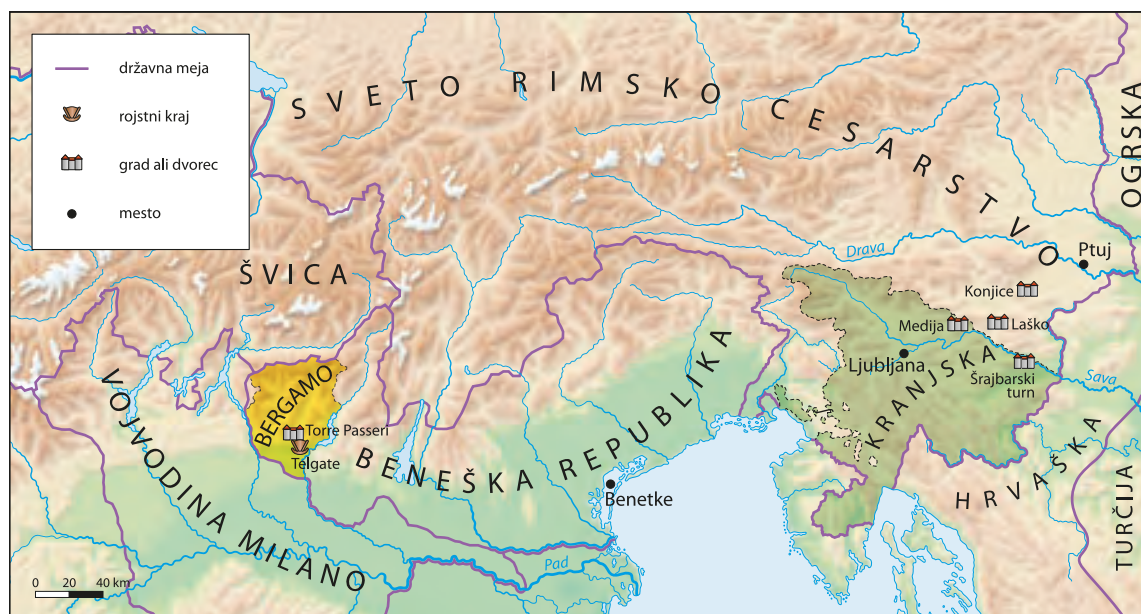 državna meja
rojstni kraj
grad ali dvorec
mesto
SVETO RIMSKO CESARSTVO
OGRSKA
ŠVICA
Drava
Ptuj
Konjice
Medija
Laško
Ljubljana
Šrajbarski
turn
Sava
KRANJSKA
BERGAMO
Torre Passeri
Telgate
VOJVODINA MILANO
BENEŠKA REPUBLIKA
Benetke
HRVAŠKA
TURČIJA
Pad
0 20 40 km